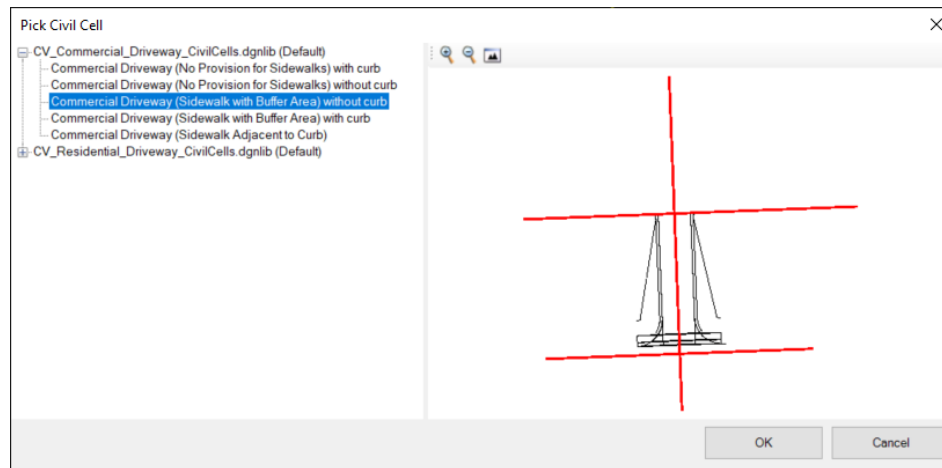 Pick Civil Cell
CV_Commercial_Driveway_CivilCells.dgnlib (Default)
Commercial Driveway (No Provision for Sidewalks) with curb
Commercial Driveway (No Provision for Sidewalks) without curb
Commercial Driveway (Sidewalk with Buffer Area) without curb
Commercial Driveway (Sidewalk with Buffer Area) with curb
Commercial Driveway (Sidewalk Adjacent to Curb)
CV_Residential_Driveway_CivilCells.dgnlib (Default)
OK
Cancel